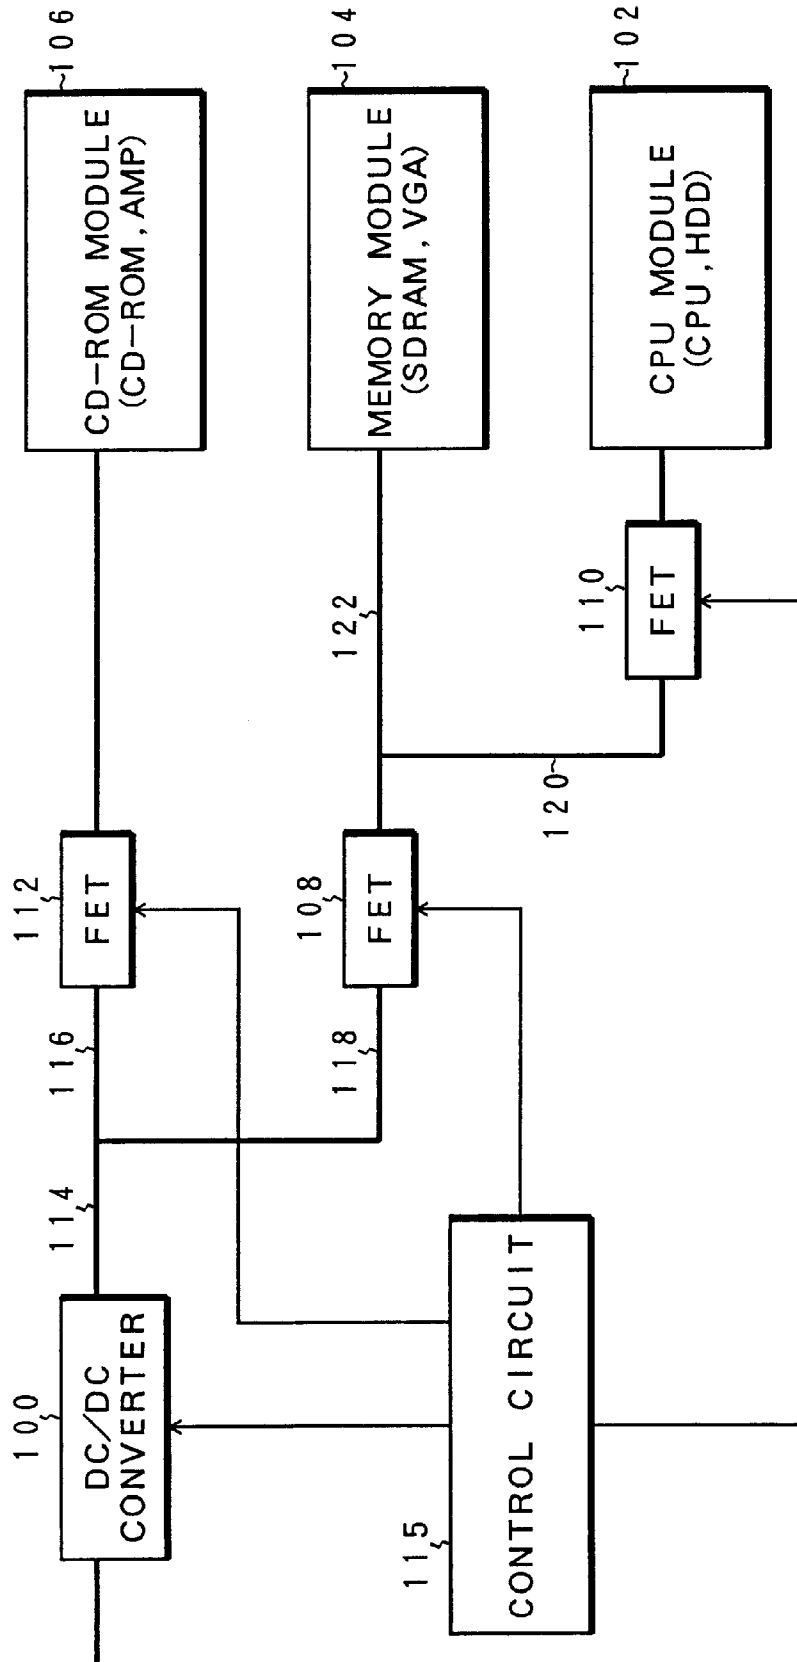 100
DC/DC
CONVERTER
114
116
112
FET
CD-ROM MODULE
(CD-ROM, AMP)
106
118
108
FET
122
MEMORY MODULE
(SDRAM, VGA)
104
120
110
FET
CPU MODULE
(CPU, HDD)
102
115
CONTROL CIRCUIT